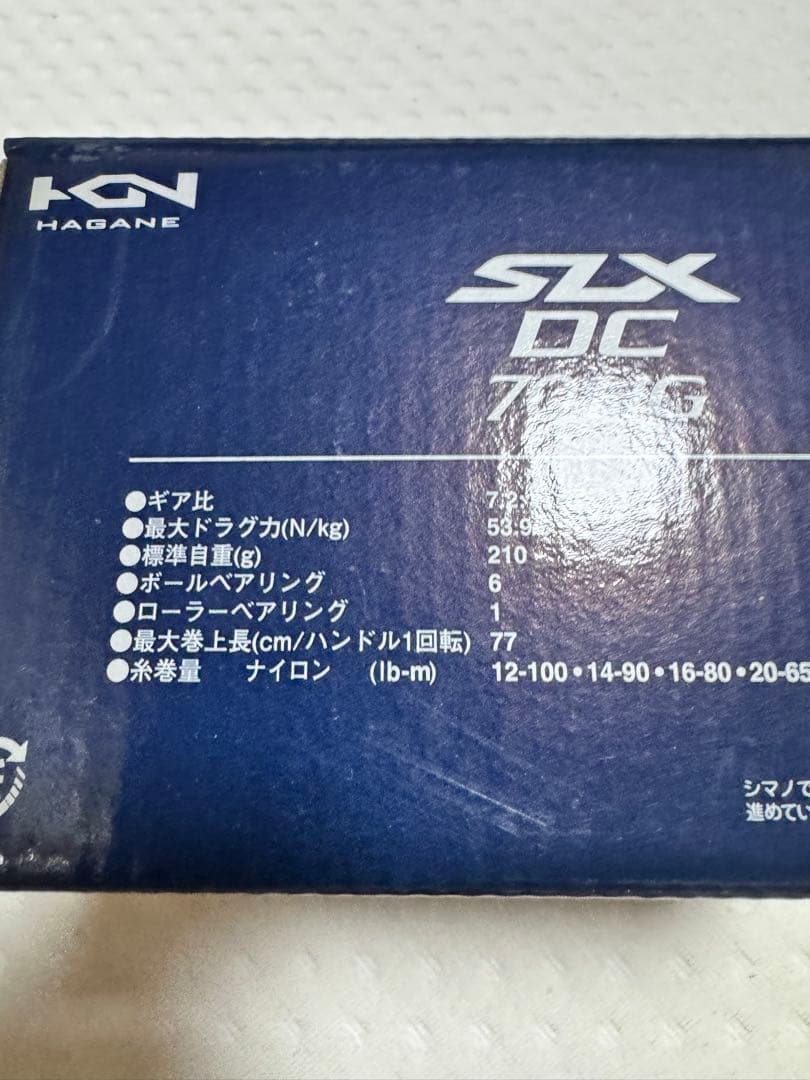 HGN
HAGANE
SLX
DC
●ギア比 7.2
●最大ドラグ力(N/kg) 53.9
●標準自重(g) 210
●ボールベアリング 6
●ローラーベアリング 1
●最大巻上長(cm/ハンドル1回転) 77
●糸巻量 ナイロン (lb-m) 12-100•14-90•16-80•20-65
シマノで
進めてい